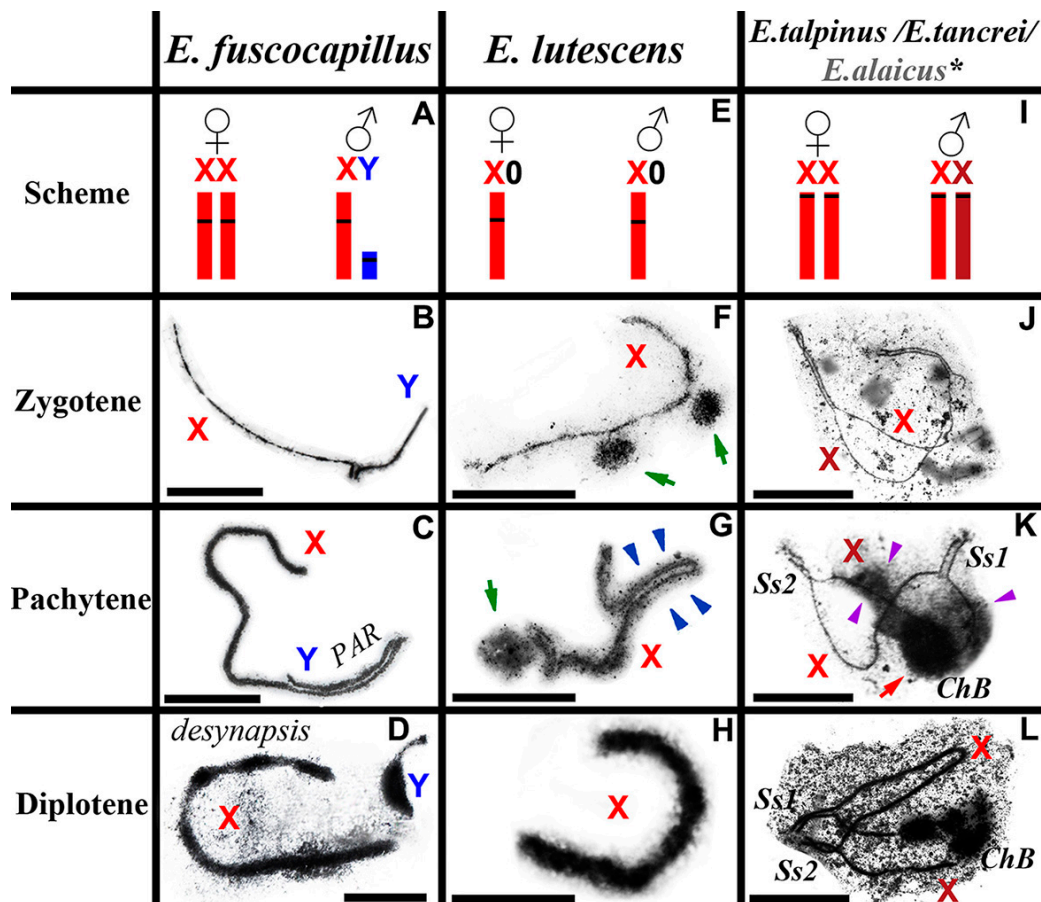 E. fuscocapillus
E. lutescens
E.talpinus /E.tancrei/
E.alaicus*
Scheme
A
XX
XY
E
X0
X0
I
XX
XX
Zygotene
B
X
Y
F
X
J
X
X
Pachytene
C
X
Y
PAR
G
X
K
Ss2
X
Ss1
X
ChB
Diplotene
desynapsis
D
X
Y
H
X
L
X
Ss1
Ss2
ChB
X